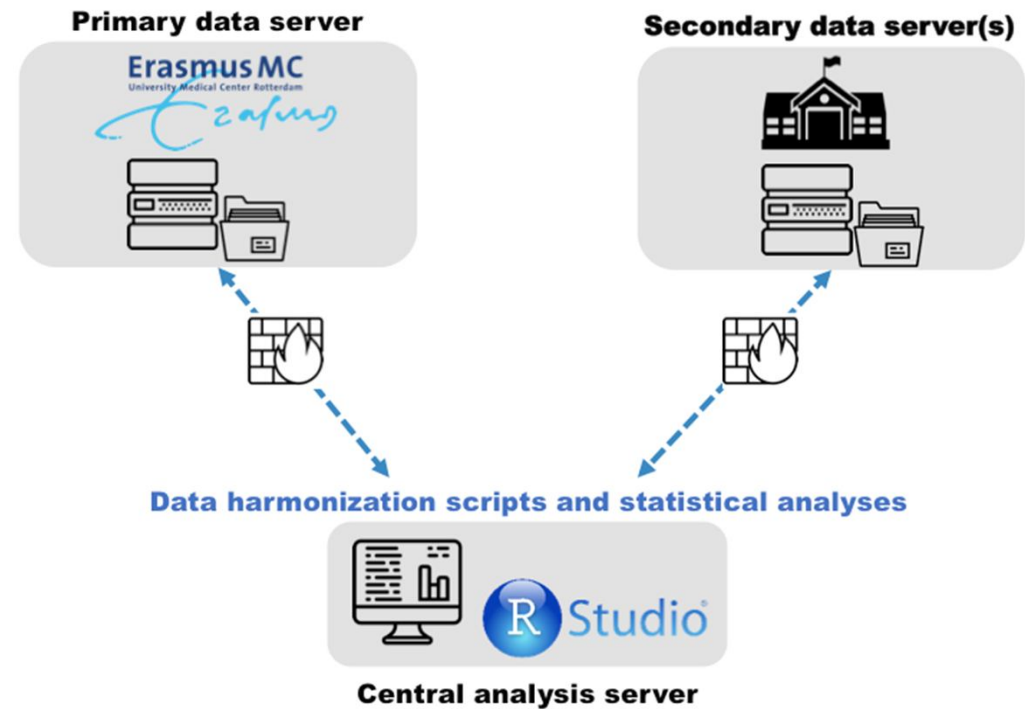 Primary data server
Secondary data server(s)
Erasmus MC
University Medical Center Rotterdam
Erasmus
Data harmonization scripts and statistical analyses
R Studio®
Central analysis server